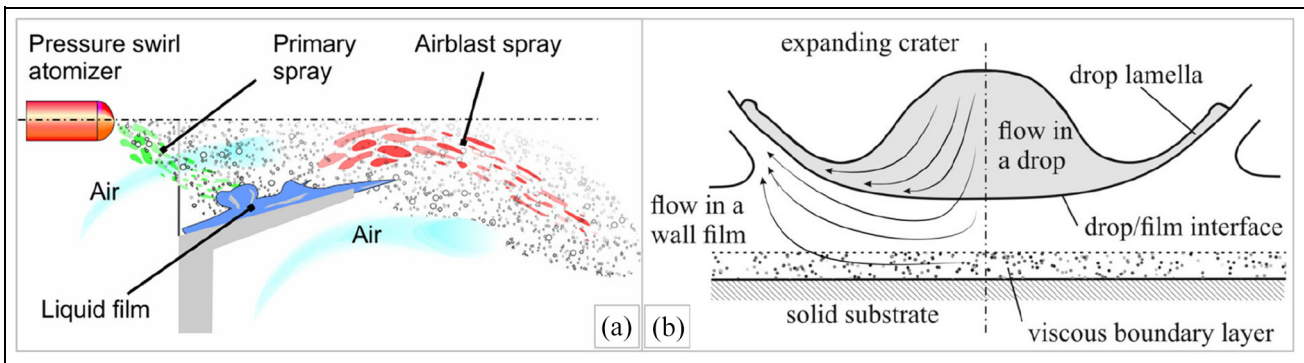 Pressure swirl
atomizer
Primary
spray
Airblast spray
Air
Air
Liquid film
(a)
expanding crater
drop lamella
flow in
a drop
flow in a
wall film
drop/film interface
solid substrate
viscous boundary layer
(b)